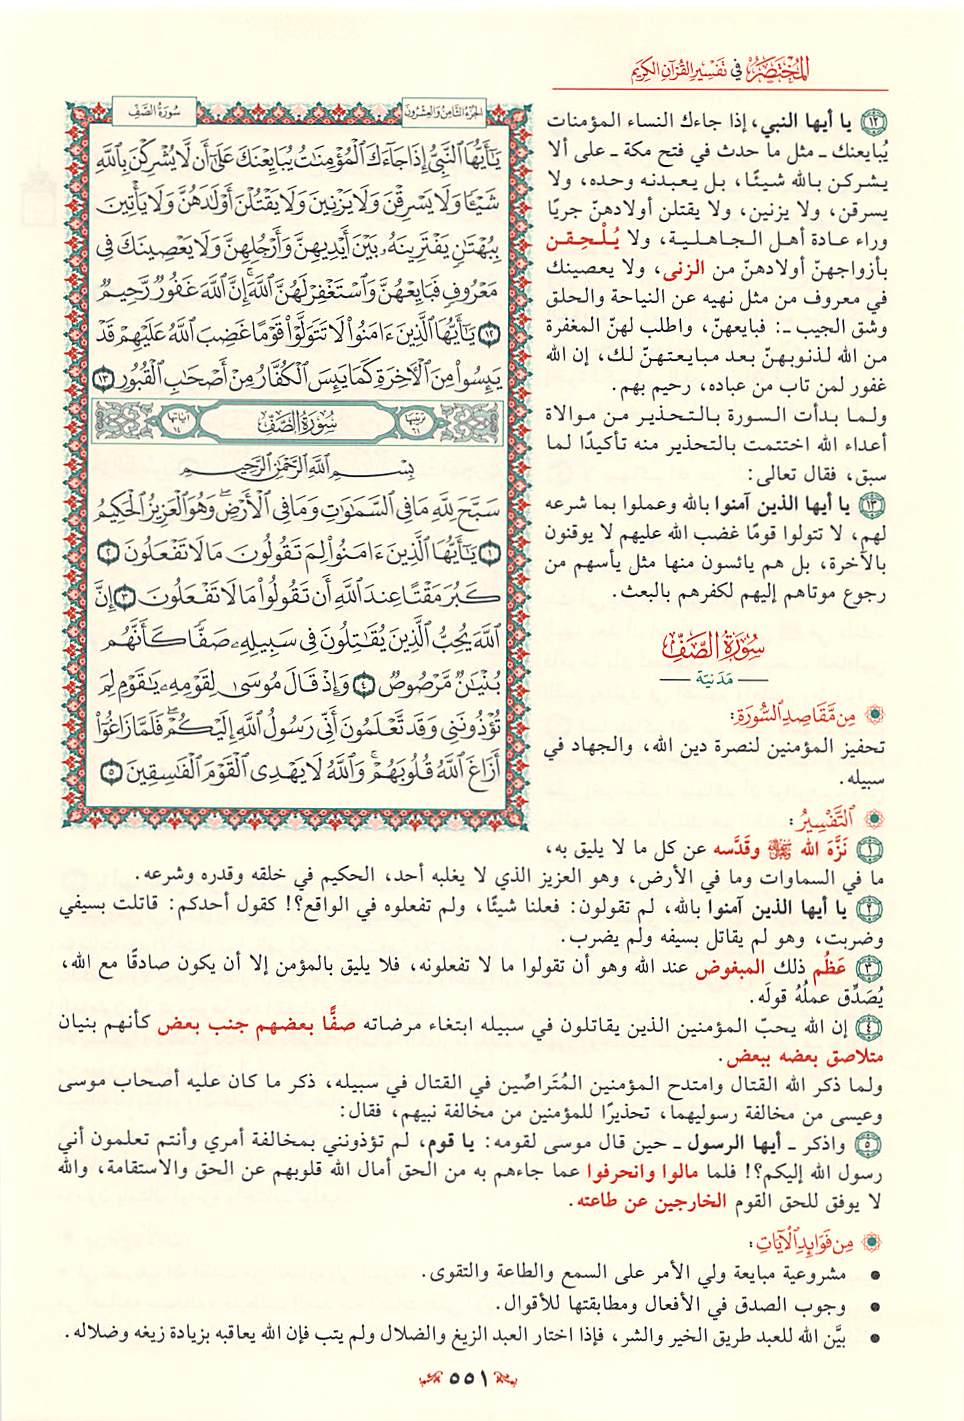 المختصر في تفسير القرآن الكريم
الجزء الثامن والعشرون
سورة الصف
يَٰٓأَيُّهَا ٱلنَّبِيُّ إِذَا جَآءَكَ ٱلْمُؤْمِنَٰتُ يُبَايِعْنَكَ عَلَىٰٓ أَن لَّا يُشْرِكْنَ بِٱللَّهِ
شَيْـًٔا وَلَا يَسْرِقْنَ وَلَا يَزْنِينَ وَلَا يَقْتُلْنَ أَوْلَٰدَهُنَّ وَلَا يَأْتِينَ
بِبُهْتَٰنٍ يَفْتَرِينَهُۥ بَيْنَ أَيْدِيهِنَّ وَأَرْجُلِهِنَّ وَلَا يَعْصِينَكَ فِى
مَعْرُوفٍ فَبَايِعْهُنَّ وَٱسْتَغْفِرْ لَهُنَّ ٱللَّهَ إِنَّ ٱللَّهَ غَفُورٌ رَّحِيمٌ
١٢ يَٰٓأَيُّهَا ٱلَّذِينَ ءَامَنُوا۟ لَا تَتَوَلَّوْا۟ قَوْمًا غَضِبَ ٱللَّهُ عَلَيْهِمْ قَدْ
يَئِسُوا۟ مِنَ ٱلْءَاخِرَةِ كَمَا يَئِسَ ٱلْكُفَّارُ مِنْ أَصْحَٰبِ ٱلْقُبُورِ ١٣
ترتيبها ٦١ سُورَةُ الصَّفِّ آياتها ١٤
بِسْمِ ٱللَّهِ ٱلرَّحْمَٰنِ ٱلرَّحِيمِ
سَبَّحَ لِلَّهِ مَا فِى ٱلسَّمَٰوَٰتِ وَمَا فِى ٱلْأَرْضِ وَهُوَ ٱلْعَزِيزُ ٱلْحَكِيمُ
١ يَٰٓأَيُّهَا ٱلَّذِينَ ءَامَنُوا۟ لِمَ تَقُولُونَ مَا لَا تَفْعَلُونَ ٢
كَبُرَ مَقْتًا عِندَ ٱللَّهِ أَن تَقُولُوا۟ مَا لَا تَفْعَلُونَ ٣ إِنَّ
ٱللَّهَ يُحِبُّ ٱلَّذِينَ يُقَٰتِلُونَ فِى سَبِيلِهِۦ صَفًّا كَأَنَّهُم
بُنْيَٰنٌ مَّرْصُوصٌ ٤ وَإِذْ قَالَ مُوسَىٰ لِقَوْمِهِۦ يَٰقَوْمِ لِمَ
تُؤْذُونَنِى وَقَد تَّعْلَمُونَ أَنِّى رَسُولُ ٱللَّهِ إِلَيْكُمْ فَلَمَّا زَاغُوٓا۟
أَزَاغَ ٱللَّهُ قُلُوبَهُمْ وَٱللَّهُ لَا يَهْدِى ٱلْقَوْمَ ٱلْفَٰسِقِينَ ٥
١٢ يا أيها النبي، إذا جاءك النساء المؤمنات
يُبايعنك - مثل ما حدث في فتح مكة - على ألا
يشركن بالله شيئًا، بل يعبدنه وحده، ولا
يسرقن، ولا يزنين، ولا يقتلن أولادهنّ جريًا
وراء عادة أهل الجاهلية، ولا يُلْحِقن
بأزواجهنّ أولادهنّ من الزنى، ولا يعصينك
في معروف من مثل نهيه عن النياحة والحلق
وشق الجيب -: فبايعهنّ، واطلب لهنّ المغفرة
من الله لذنوبهنّ بعد مبايعتهنّ لك، إن الله
غفور لمن تاب من عباده، رحيم بهم.
ولما بدأت السورة بالتحذير من موالاة
أعداء الله اختتمت بالتحذير منه تأكيدًا لما
سبق، فقال تعالى:
١٣ يا أيها الذين آمنوا بالله وعملوا بما شرعه
لهم، لا تتولوا قومًا غضب الله عليهم لا يوقنون
بالآخرة، بل هم يائسون منها مثل يأسهم من
رجوع موتاهم إليهم لكفرهم بالبعث.
سُورَةُ الصَّفِّ
مَدَنيّة
مِن مَّقَاصِدِ السُّورَةِ:
تحفيز المؤمنين لنصرة دين الله، والجهاد في
سبيله.
التَّفْسِيرُ:
١ نَزَّهَ الله ﷻ وقَدَّسه عن كل ما لا يليق به،
ما في السماوات وما في الأرض، وهو العزيز الذي لا يغلبه أحد، الحكيم في خلقه وقدره وشرعه.
٢ يا أيها الذين آمنوا بالله، لم تقولون: فعلنا شيئًا، ولم تفعلوه في الواقع؟! كقول أحدكم: قاتلت بسيفي
وضربت، وهو لم يقاتل بسيفه ولم يضرب.
٣ عَظُم ذلك المبغوض عند الله وهو أن تقولوا ما لا تفعلونه، فلا يليق بالمؤمن إلا أن يكون صادقًا مع الله،
يُصَدِّق عملُهُ قولَه.
٤ إن الله يحبّ المؤمنين الذين يقاتلون في سبيله ابتغاء مرضاته صفًّا بعضهم جنب بعض كأنهم بنيان
متلاصق بعضه ببعض.
ولما ذكر الله القتال وامتدح المؤمنين المُتَراصِّين في القتال في سبيله، ذكر ما كان عليه أصحاب موسى
وعيسى من مخالفة رسوليهما، تحذيرًا للمؤمنين من مخالفة نبيهم، فقال:
٥ واذكر - أيها الرسول - حين قال موسى لقومه: يا قوم، لم تؤذونني بمخالفة أمري وأنتم تعلمون أني
رسول الله إليكم؟! فلما مالوا وانحرفوا عما جاءهم به من الحق أمال الله قلوبهم عن الحق والاستقامة، والله
لا يوفق للحق القوم الخارجين عن طاعته.
مِن فَوَائِدِ الْآيَاتِ:
• مشروعية مبايعة ولي الأمر على السمع والطاعة والتقوى.
• وجوب الصدق في الأفعال ومطابقتها للأقوال.
• بيَّن الله للعبد طريق الخير والشر، فإذا اختار العبد الزيغ والضلال ولم يتب فإن الله يعاقبه بزيادة زيغه وضلاله.
٥٥١